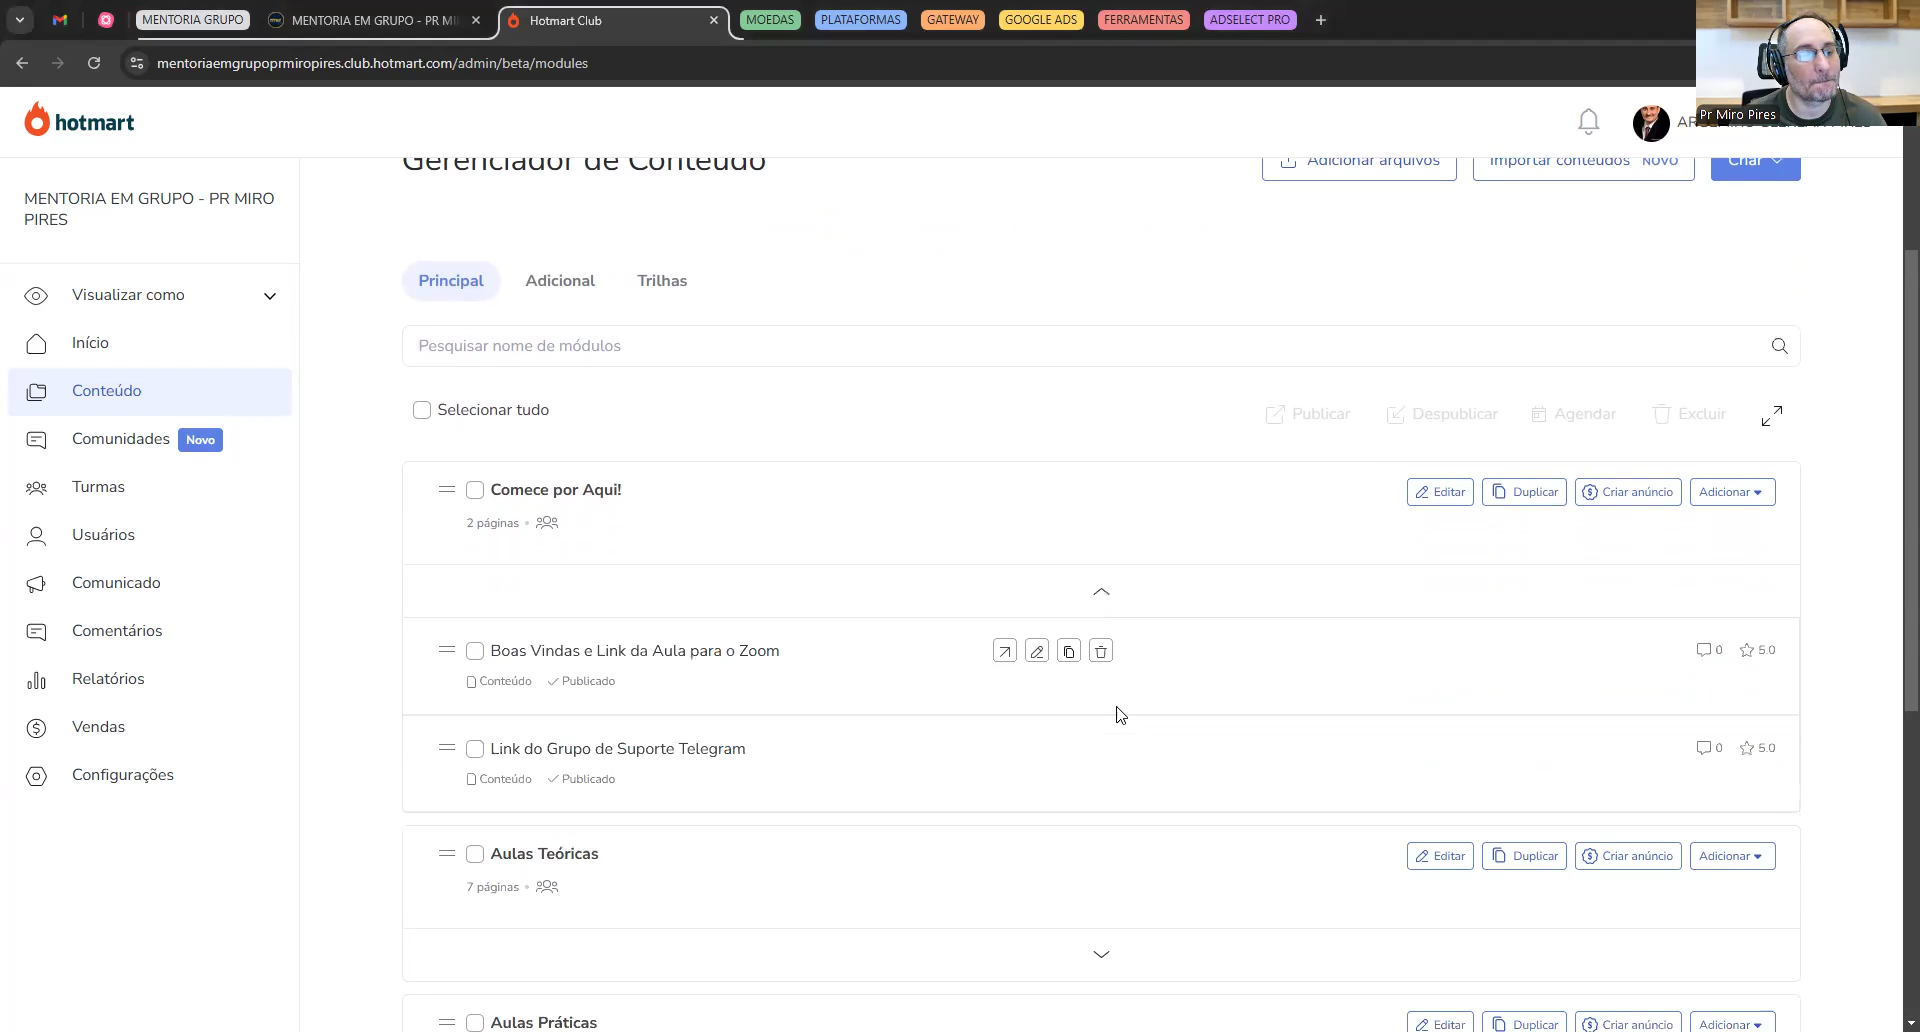 MENTORIA GRUPO
MENTORIA EM GRUPO - PR MI
Hotmart Club
MOEDAS
PLATAFORMAS
GATEWAY
GOOGLE ADS
FERRAMENTAS
ADSELECT PRO
mentoriaemgrupoprmiropires.club.hotmart.com/admin/beta/modules
Pr Miro Pires
hotmart
Gerenciador de Conteúdo
Adicionar arquivos
Importar conteúdos NOVO
Criar
MENTORIA EM GRUPO - PR MIRO
PIRES
Visualizar como
Início
Conteúdo
Comunidades Novo
Turmas
Usuários
Comunicado
Comentários
Relatórios
Vendas
Configurações
Principal
Adicional
Trilhas
Pesquisar nome de módulos
Selecionar tudo
Publicar
Despublicar
Agendar
Excluir
Comece por Aqui!
Editar
Duplicar
Criar anúncio
Adicionar
2 páginas
Boas Vindas e Link da Aula para o Zoom
0
5.0
Conteúdo
Publicado
Link do Grupo de Suporte Telegram
0
5.0
Conteúdo
Publicado
Aulas Teóricas
Editar
Duplicar
Criar anúncio
Adicionar
7 páginas
Aulas Práticas
Editar
Duplicar
Criar anúncio
Adicionar